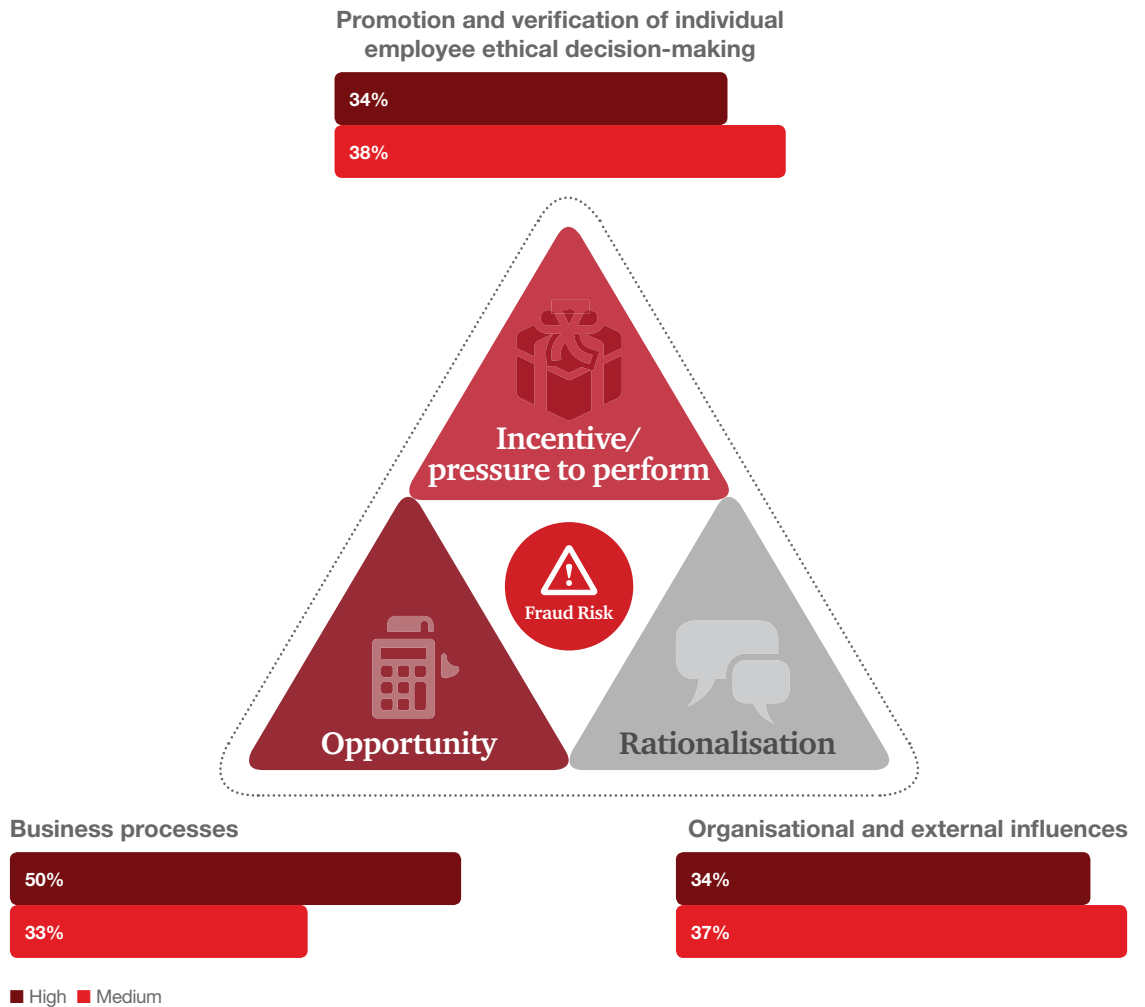 Promotion and verification of individual
employee ethical decision-making
34%
38%
Incentive/
pressure to perform
Fraud Risk
Opportunity
Rationalisation
Business processes
50%
33%
Organisational and external influences
34%
37%
High Medium